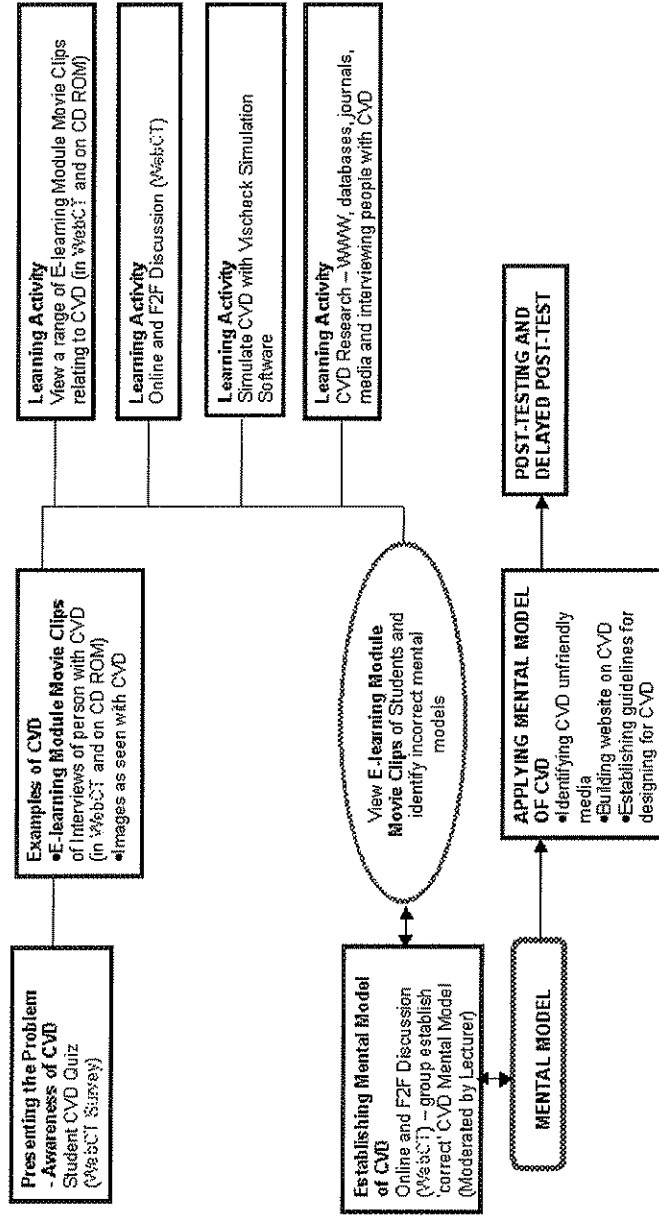 Presenting the Problem
- Awareness of CVD
Student CVD Quiz
(WebCT Survey)
Examples of CVD
•E-learning Module Movie Clips
of Interviews of person with CVD
(in WebCT and on CD ROM)
•Images as seen with CVD
Learning Activity
View a range of E-learning Module Movie Clips
relating to CVD (in WebCT and on CD ROM)
Learning Activity
Online and F2F Discussion (WebCT)
Learning Activity
Simulate CVD with Vischeck Simulation
Software
Learning Activity
CVD Research – WWW, databases, journals,
media and interviewing people with CVD
View E-learning Module
Movie Clips of Students and
identify incorrect mental
models
Establishing Mental Model
of CVD
Online and F2F Discussion
(WebCT) – group establish
'correct' CVD Mental Model
(Moderated by Lecturer)
MENTAL MODEL
APPLYING MENTAL MODEL
OF CVD
•Identifying CVD unfriendly
media
•Building website on CVD
•Establishing guidelines for
designing for CVD
POST-TESTING AND
DELAYED POST-TEST